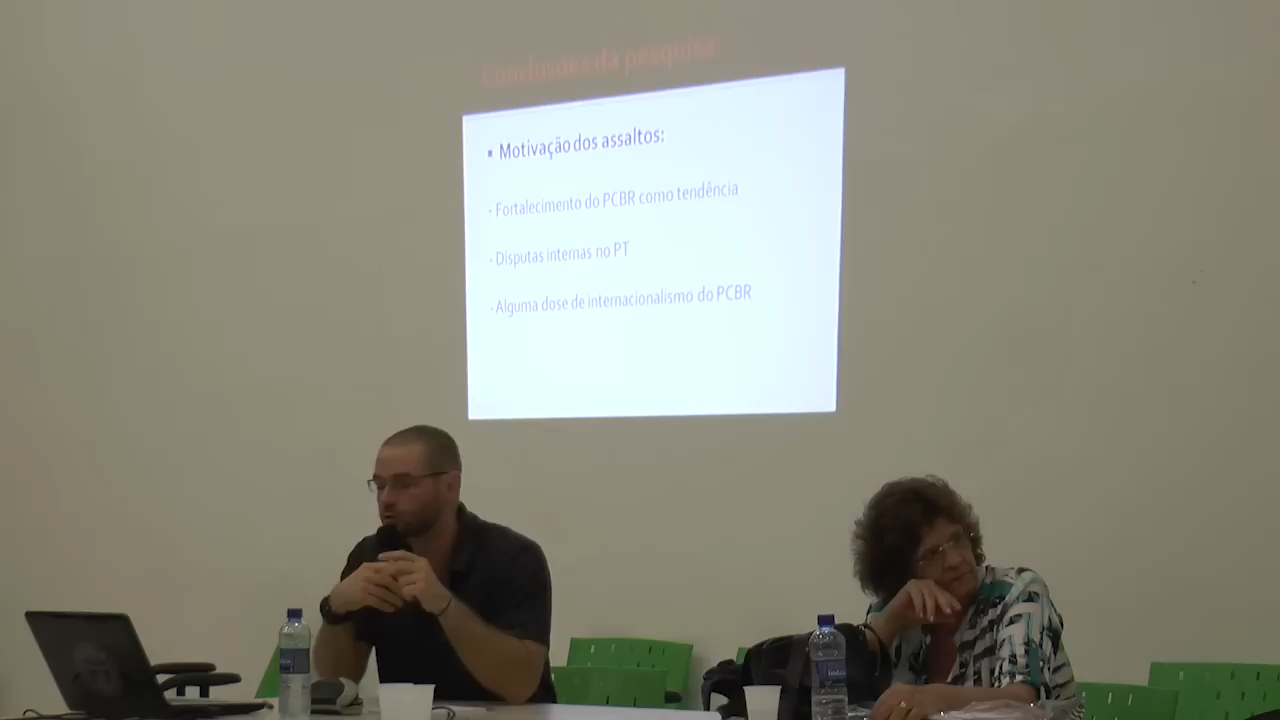 Conclusões da pesquisa
▪ Motivação dos assaltos:
- Fortalecimento do PCBR como tendência
- Disputas internas no PT
- Alguma dose de internacionalismo do PCBR